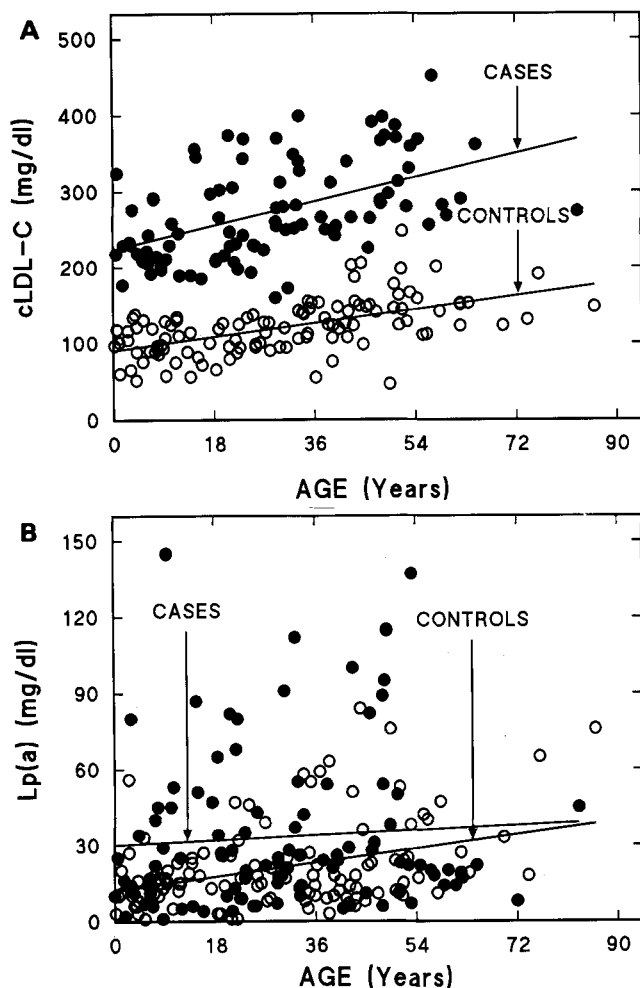 A
500
400
300
200
100
0
cLDL-C (mg/dl)
CASES
CONTROLS
0 18 36 54 72 90
AGE (Years)
B
150
120
90
60
30
0
Lp(a) (mg/dl)
CASES
CONTROLS
0 18 36 54 72 90
AGE (Years)